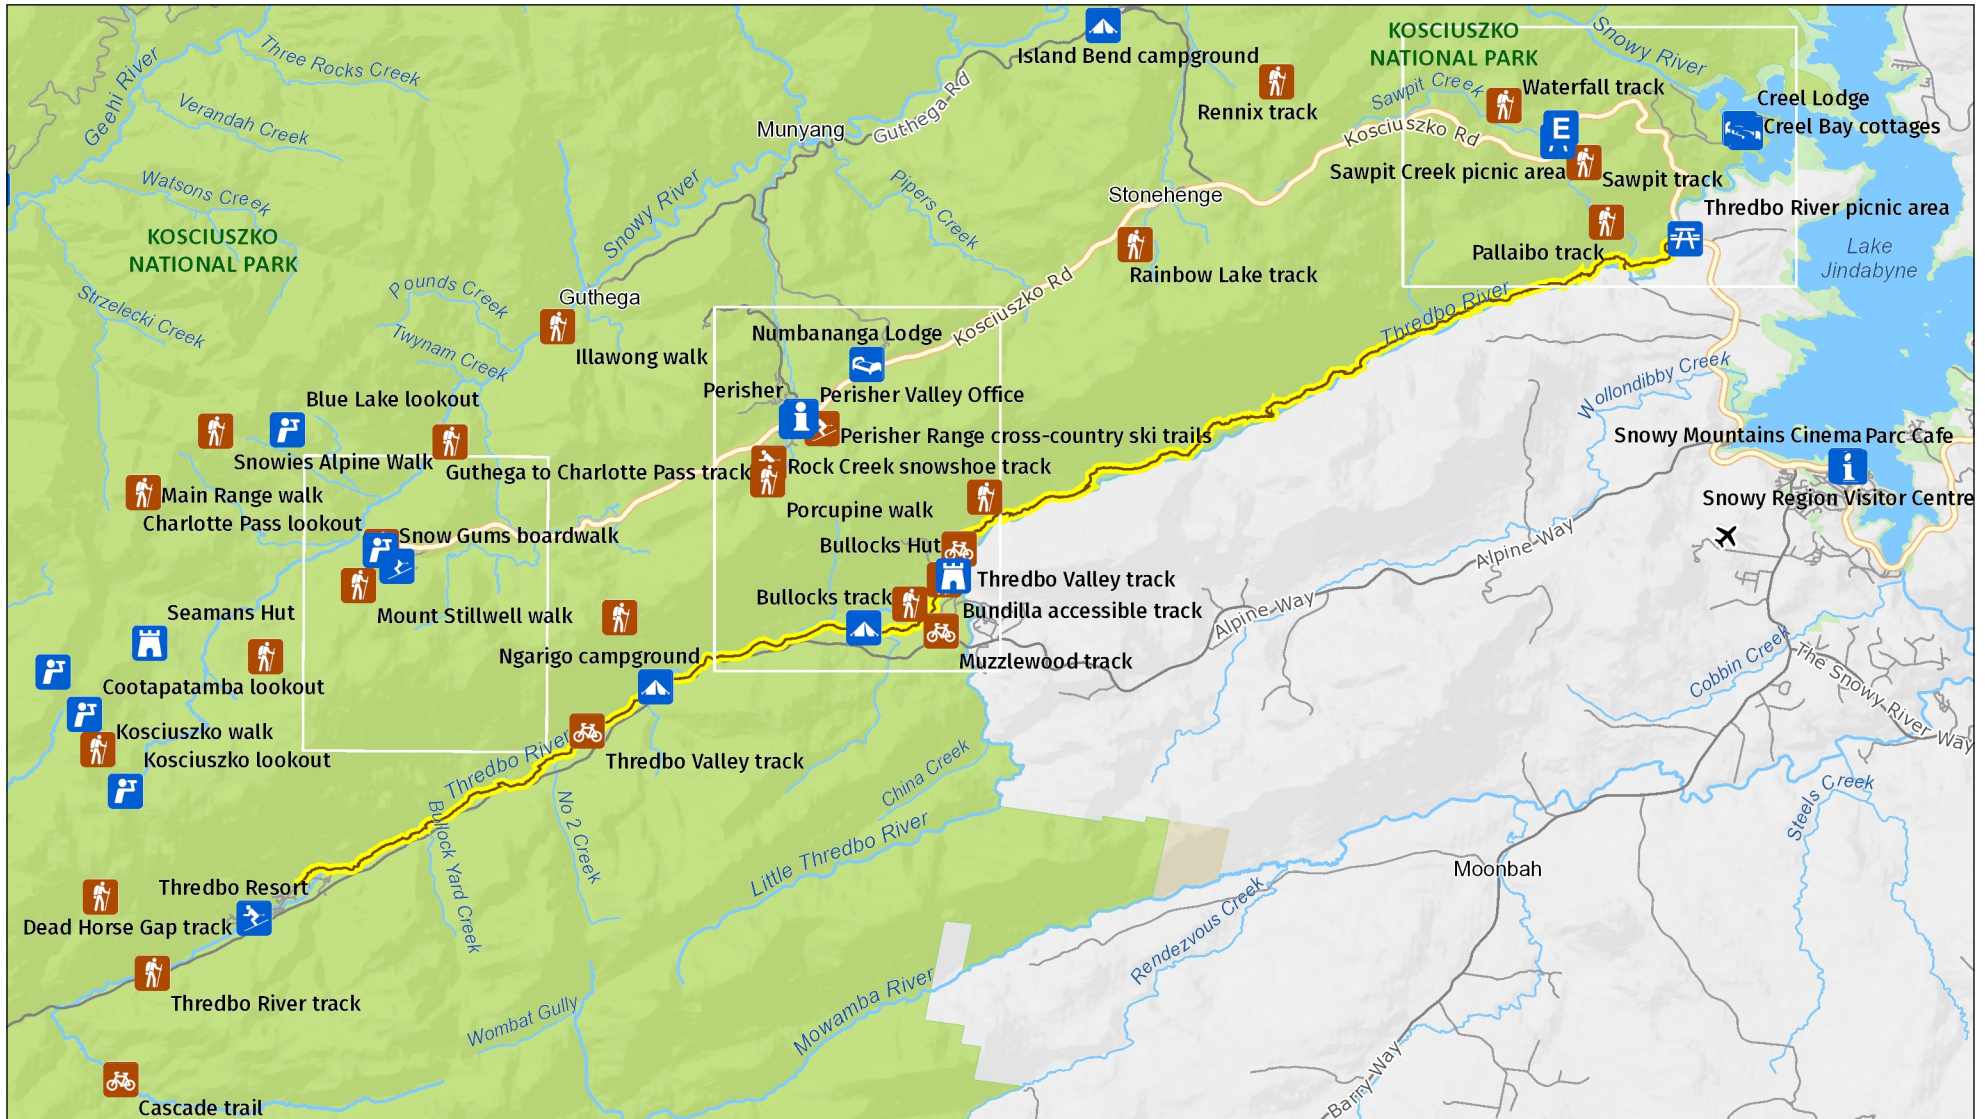 KOSCIUSZKO
NATIONAL PARK
Snowy River
Island Bend campground
Three Rocks Creek
Geehi River
Rennix track
Guthega Rd
Sawpit Creek
Waterfall track
Creel Lodge
Creel Bay cottages
Verandah Creek
Munyang
Kosciuszko Rd
E
Sawpit Creek picnic area
Sawpit track
Watsons Creek
Snowy River
Pipers Creek
Stonehenge
Thredbo River picnic area
KOSCIUSZKO
NATIONAL PARK
Pallaibo track
Lake
Jindabyne
Rainbow Lake track
Strzelecki Creek
Pounds Creek
Guthega
Kosciuszko Rd
Thredbo River
Twynam Creek
Illawong walk
Numbananga Lodge
Perisher
Perisher Valley Office
Wollondibby Creek
Blue Lake lookout
Perisher Range cross-country ski trails
Snowy Mountains Cinema
Parc Cafe
Snowies Alpine Walk
Guthega to Charlotte Pass track
Rock Creek snowshoe track
Main Range walk
Snowy Region Visitor Centre
Porcupine walk
Charlotte Pass lookout
Snow Gums boardwalk
Bullocks Hut
Alpine Way
Thredbo Valley track
Bullocks track
Bundilla accessible track
Alpine Way
Seamans Hut
Mount Stillwell walk
Ngarigo campground
Muzzlewood track
Cobbin Creek
The Snowy River Way
Cootapatamba lookout
Kosciuszko walk
Kosciuszko lookout
Thredbo River
Thredbo Valley track
China Creek
Steels Creek
Bullock Yard Creek
No 2 Creek
Little Thredbo River
Moonbah
Thredbo Resort
Dead Horse Gap track
Rendezvous Creek
Thredbo River track
Wombat Gully
Mowamba River
Barry Way
Cascade trail